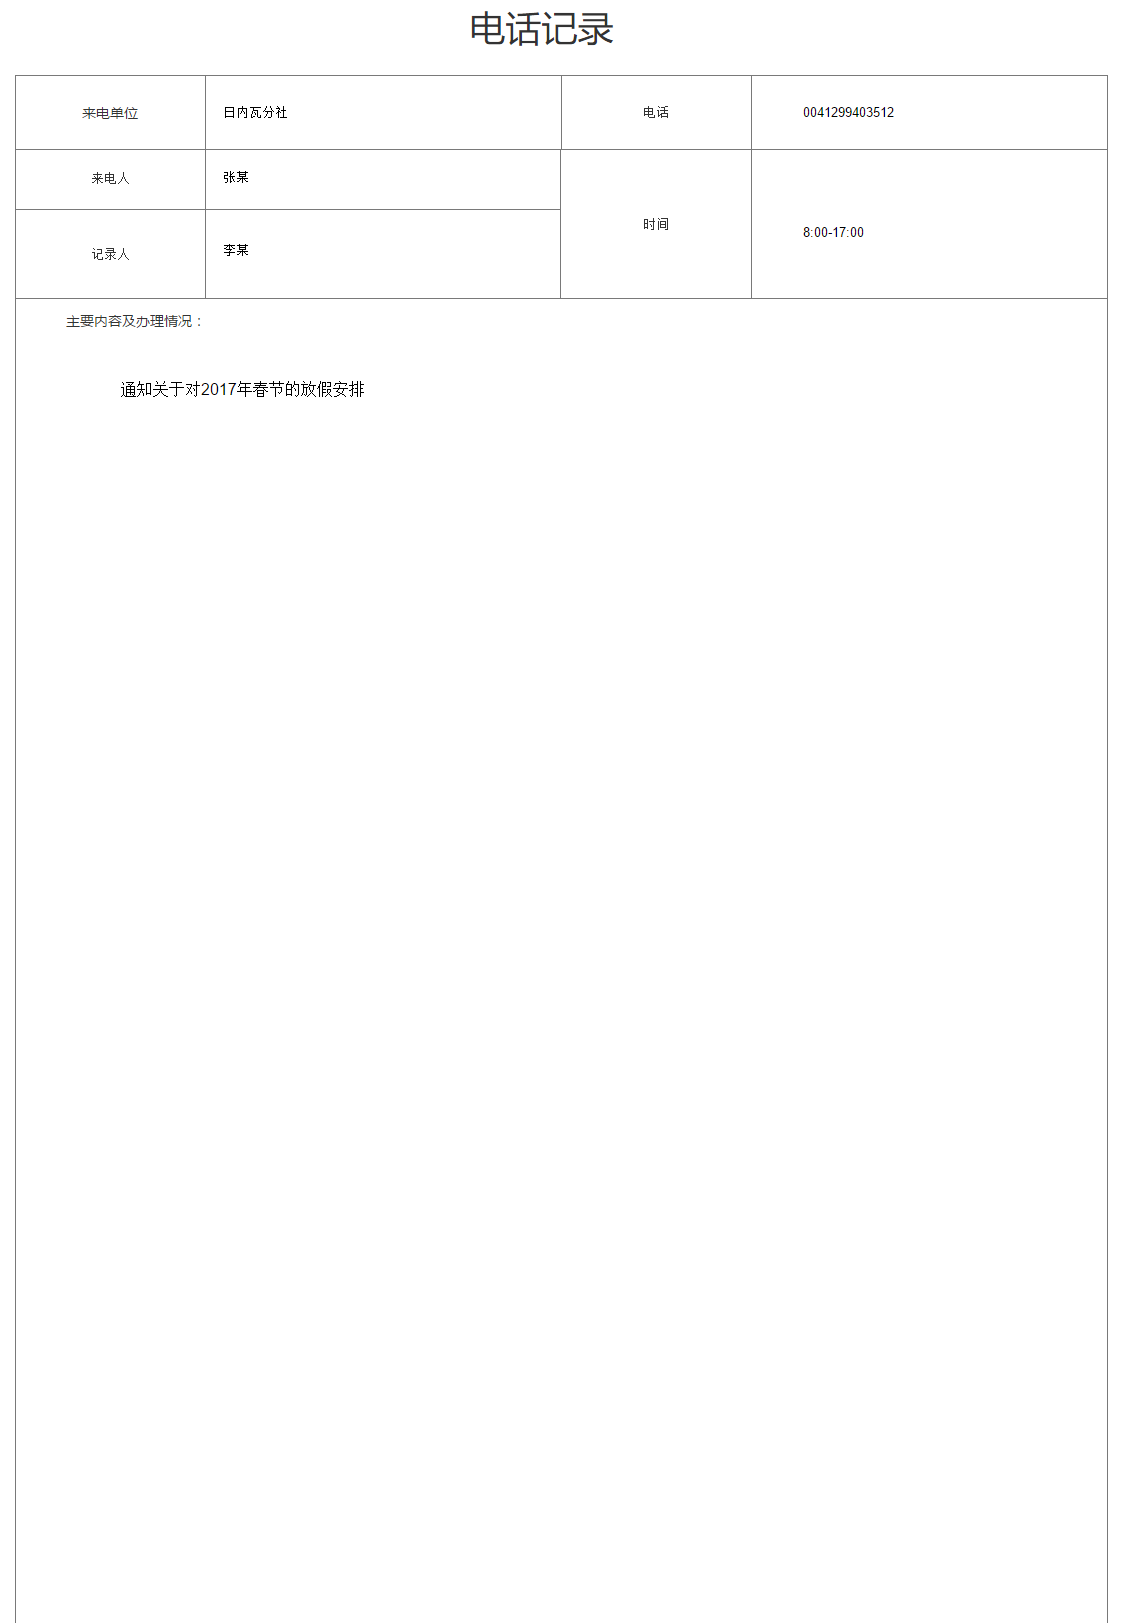 电话记录
来电单位 日内瓦分社 电话 0041299403512
来电人 张某
时间 8:00-17:00
记录人 李某
主要内容及办理情况：
通知关于对2017年春节的放假安排